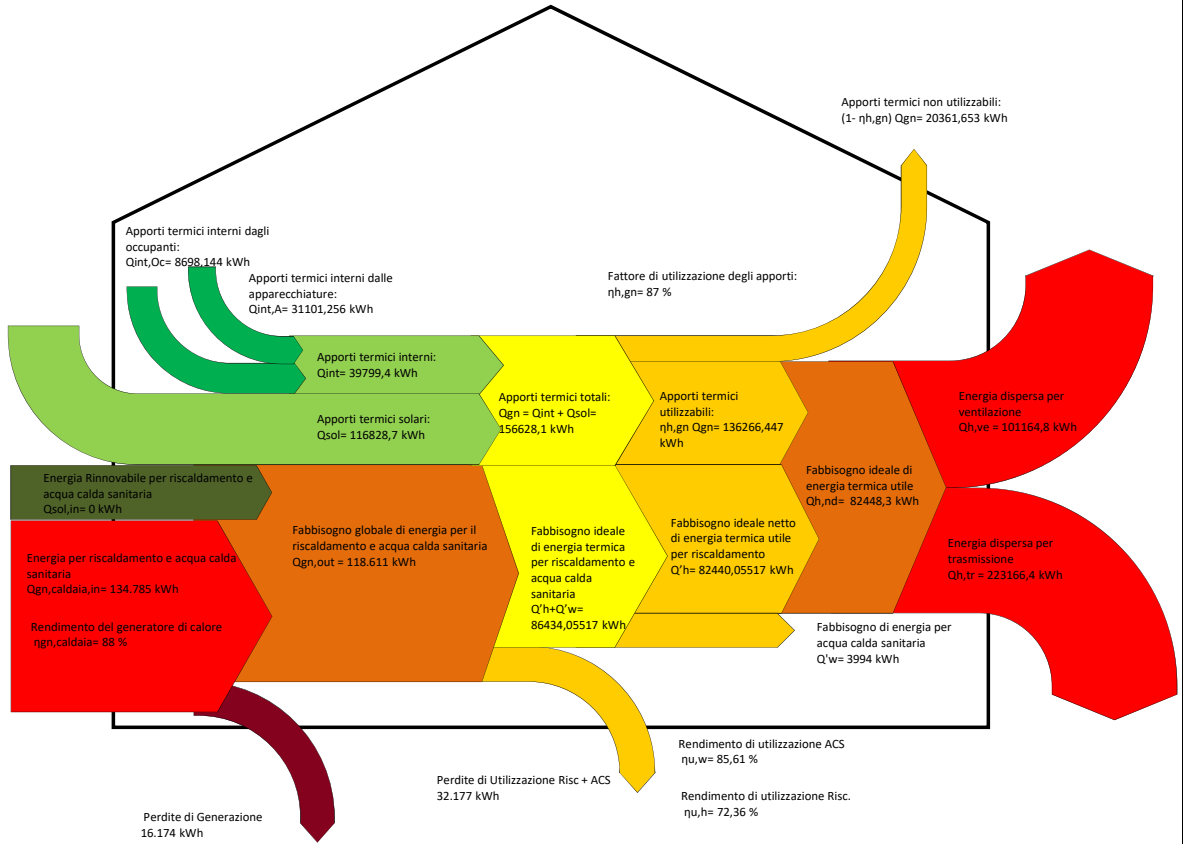 Apporti termici non utilizzabili:
(1- ηh,gn) Qgn= 20361,653 kWh
Apporti termici interni dagli
occupanti:
Qint,Oc= 8698,144 kWh
Apporti termici interni dalle
apparecchiature:
Qint,A= 31101,256 kWh
Fattore di utilizzazione degli apporti:
ηh,gn= 87 %
Apporti termici interni:
Qint= 39799,4 kWh
Apporti termici solari:
Qsol= 116828,7 kWh
Apporti termici totali:
Qgn = Qint + Qsol=
156628,1 kWh
Apporti termici
utilizzabili:
ηh,gn Qgn= 136266,447
kWh
Energia dispersa per
ventilazione
Qh,ve = 101164,8 kWh
Fabbisogno ideale di
energia termica utile
Qh,nd= 82448,3 kWh
Energia Rinnovabile per riscaldamento e
acqua calda sanitaria
Qsol,in= 0 kWh
Fabbisogno globale di energia per il
riscaldamento e acqua calda sanitaria
Qgn,out = 118.611 kWh
Fabbisogno ideale
di energia termica
per riscaldamento e
acqua calda
sanitaria
Q’h+Q’w=
86434,05517 kWh
Fabbisogno ideale netto
di energia termica utile
per riscaldamento
Q’h= 82440,05517 kWh
Energia dispersa per
trasmissione
Qh,tr = 223166,4 kWh
Energia per riscaldamento e acqua calda
sanitaria
Qgn,caldaia,in= 134.785 kWh
Rendimento del generatore di calore
ηgn,caldaia= 88 %
Fabbisogno di energia per
acqua calda sanitaria
Q'w= 3994 kWh
Rendimento di utilizzazione ACS
ηu,w= 85,61 %
Perdite di Utilizzazione Risc + ACS
32.177 kWh
Rendimento di utilizzazione Risc.
ηu,h= 72,36 %
Perdite di Generazione
16.174 kWh